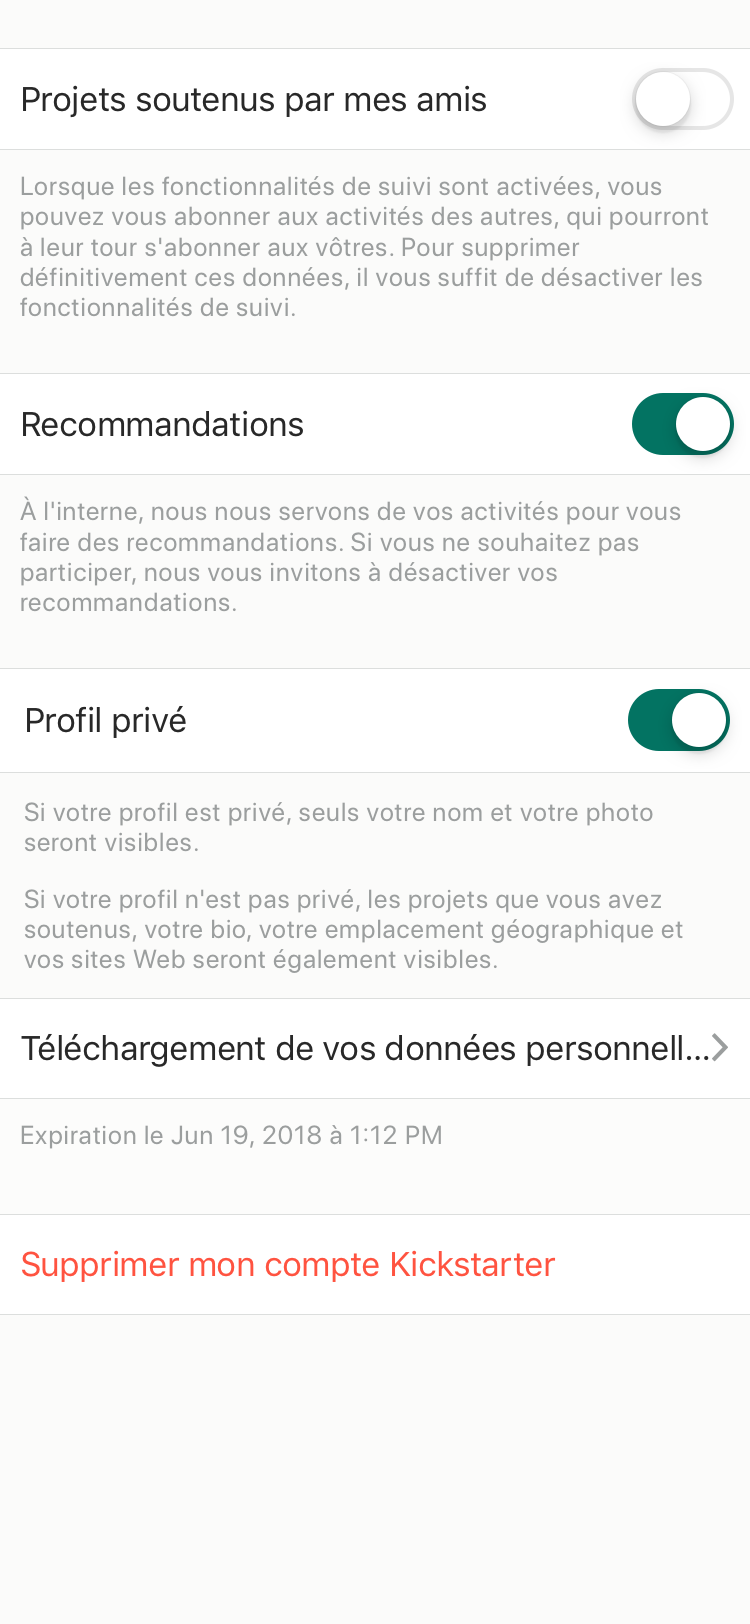 Projets soutenus par mes amis
Lorsque les fonctionnalités de suivi sont activées, vous
pouvez vous abonner aux activités des autres, qui pourront
à leur tour s'abonner aux vôtres. Pour supprimer
définitivement ces données, il vous suffit de désactiver les
fonctionnalités de suivi.
Recommandations
À l'interne, nous nous servons de vos activités pour vous
faire des recommandations. Si vous ne souhaitez pas
participer, nous vous invitons à désactiver vos
recommandations.
Profil privé
Si votre profil est privé, seuls votre nom et votre photo
seront visibles.
Si votre profil n'est pas privé, les projets que vous avez
soutenus, votre bio, votre emplacement géographique et
vos sites Web seront également visibles.
Téléchargement de vos données personnell...
Expiration le Jun 19, 2018 à 1:12 PM
Supprimer mon compte Kickstarter